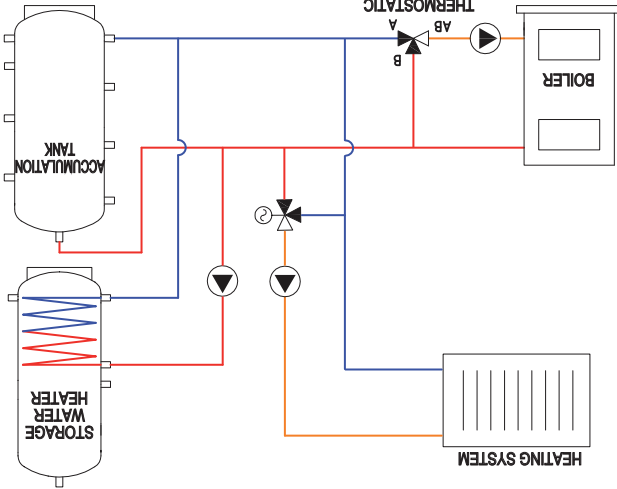 HEATING SYSTEM
STORAGE
WATER
HEATER
ACCUMULATION
TANK
BOILER
B
AB
A
THERMOSTATIC